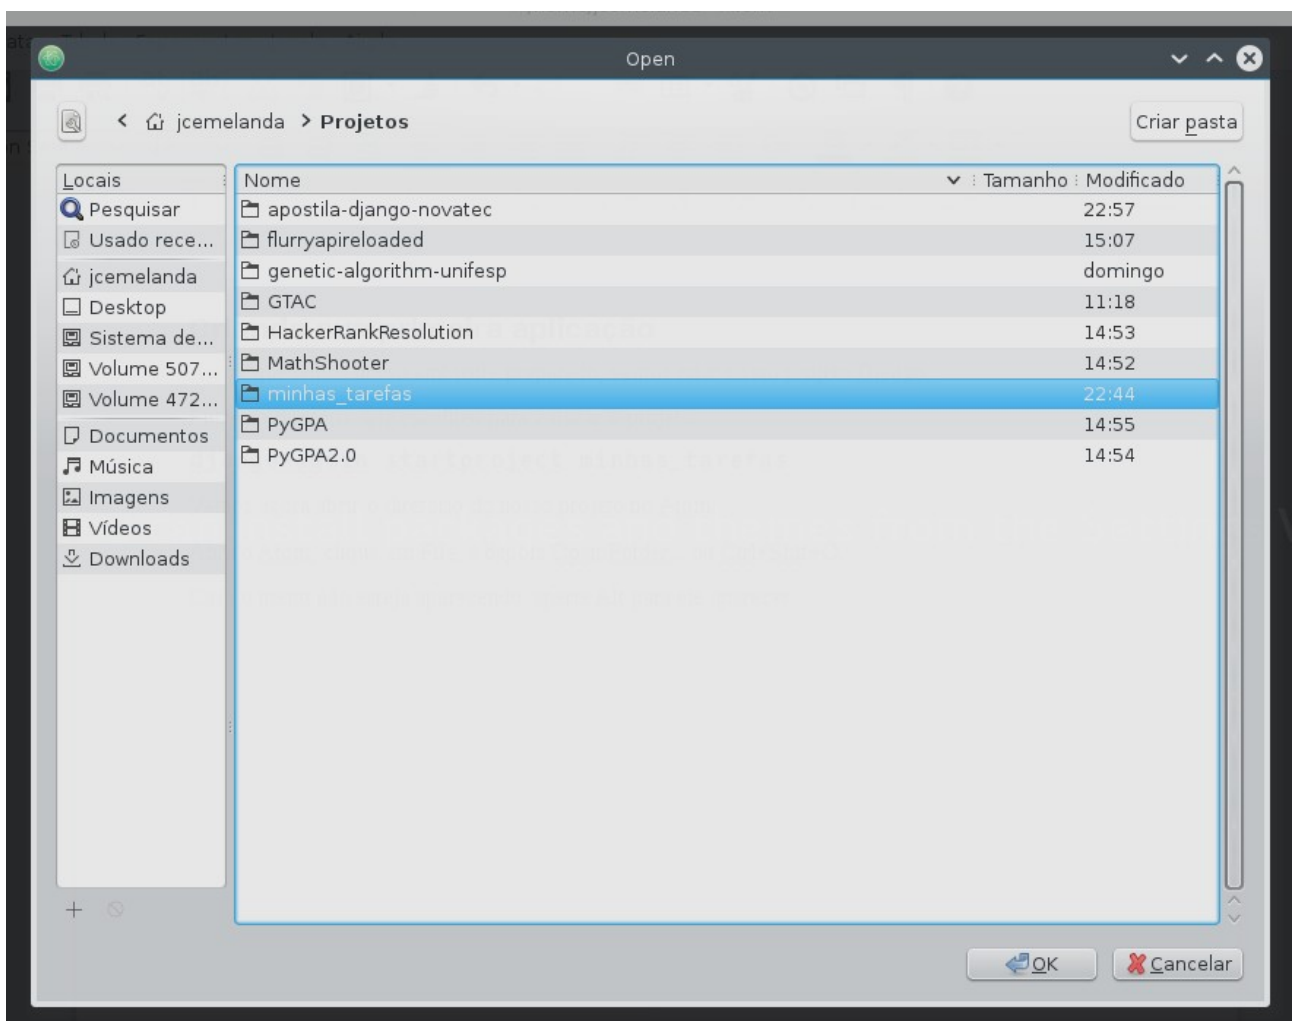 Open
jcemelanda > Projetos
Criar pasta
Locais
Pesquisar
Usado rece...
jcemelanda
Desktop
Sistema de...
Volume 507...
Volume 472...
Documentos
Música
Imagens
Vídeos
Downloads
Nome Tamanho Modificado
apostila-django-novatec 22:57
flurryapireloaded 15:07
genetic-algorithm-unifesp domingo
GTAC 11:18
HackerRankResolution 14:53
MathShooter 14:52
minhas_tarefas 22:44
PyGPA 14:55
PyGPA2.0 14:54
OK
Cancelar